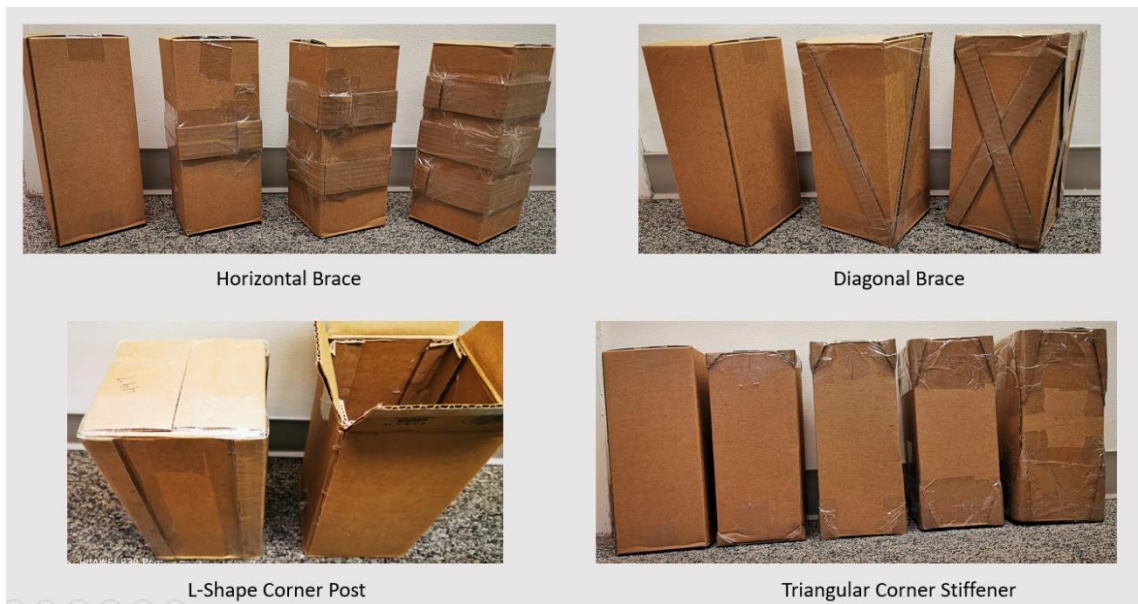 Horizontal Brace
Diagonal Brace
L-Shape Corner Post
Triangular Corner Stiffener